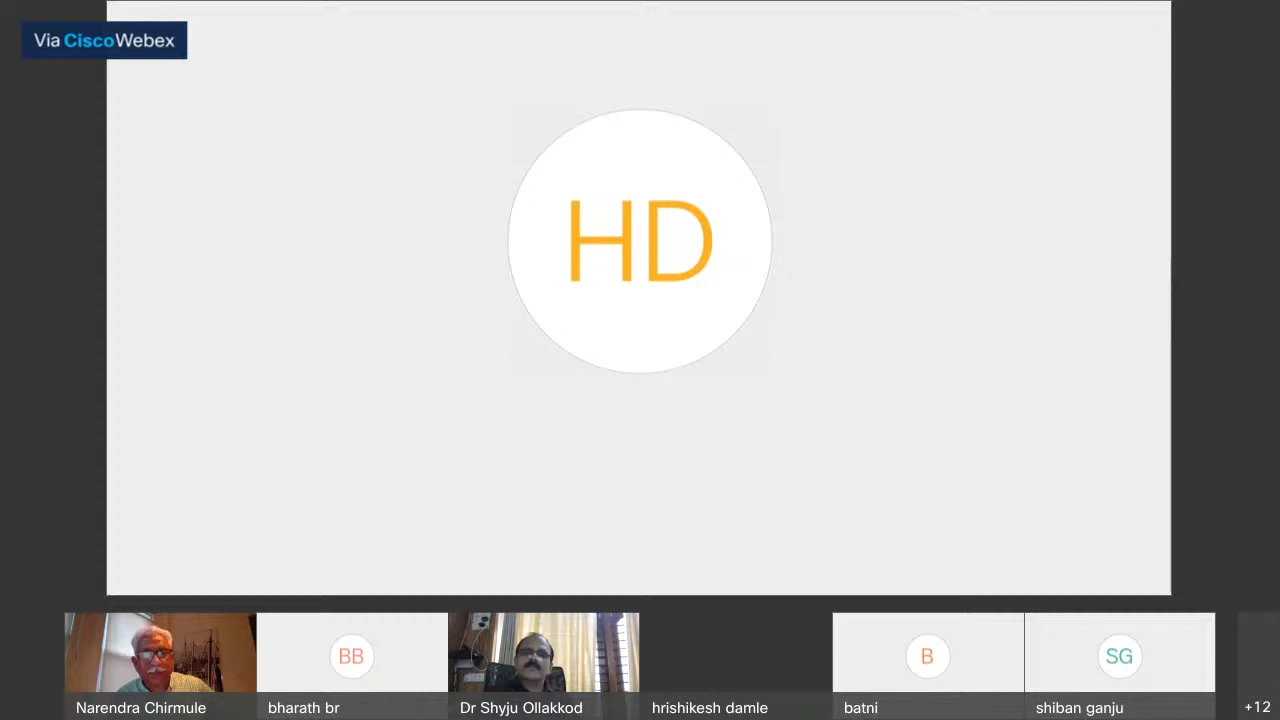 Via CiscoWebex
HD
BB
B
SG
Narendra Chirmule
bharath br
Dr Shyju Ollakkod
hrishikesh damle
batni
shiban ganju
+12